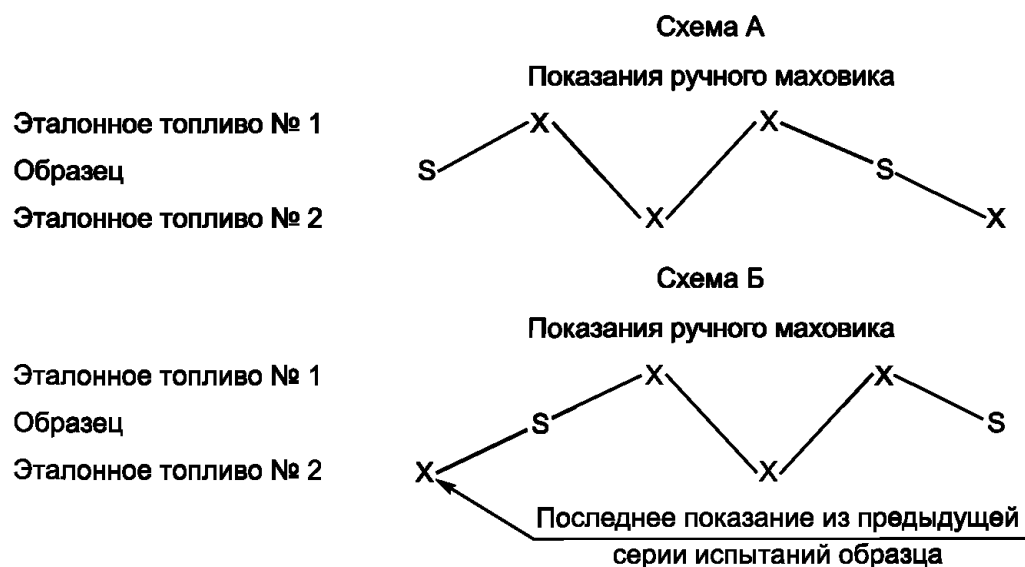 Схема А
Показания ручного маховика
Эталонное топливо № 1 X X
Образец S S
Эталонное топливо № 2 X X
Схема Б
Показания ручного маховика
Эталонное топливо № 1 X X
Образец S S
Эталонное топливо № 2 X X
Последнее показание из предыдущей
серии испытаний образца